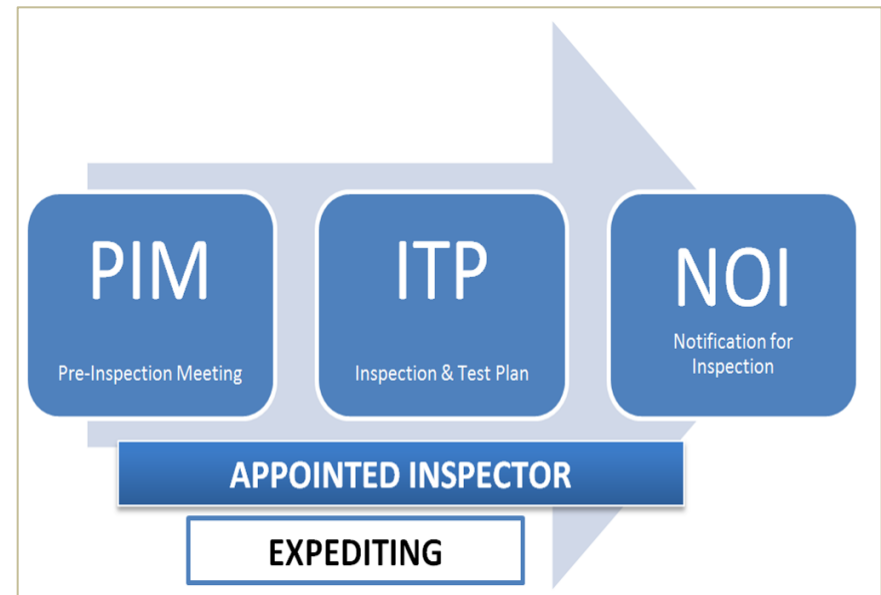 PIM
Pre-Inspection Meeting
ITP
Inspection & Test Plan
NOI
Notification for
Inspection
APPOINTED INSPECTOR
EXPEDITING